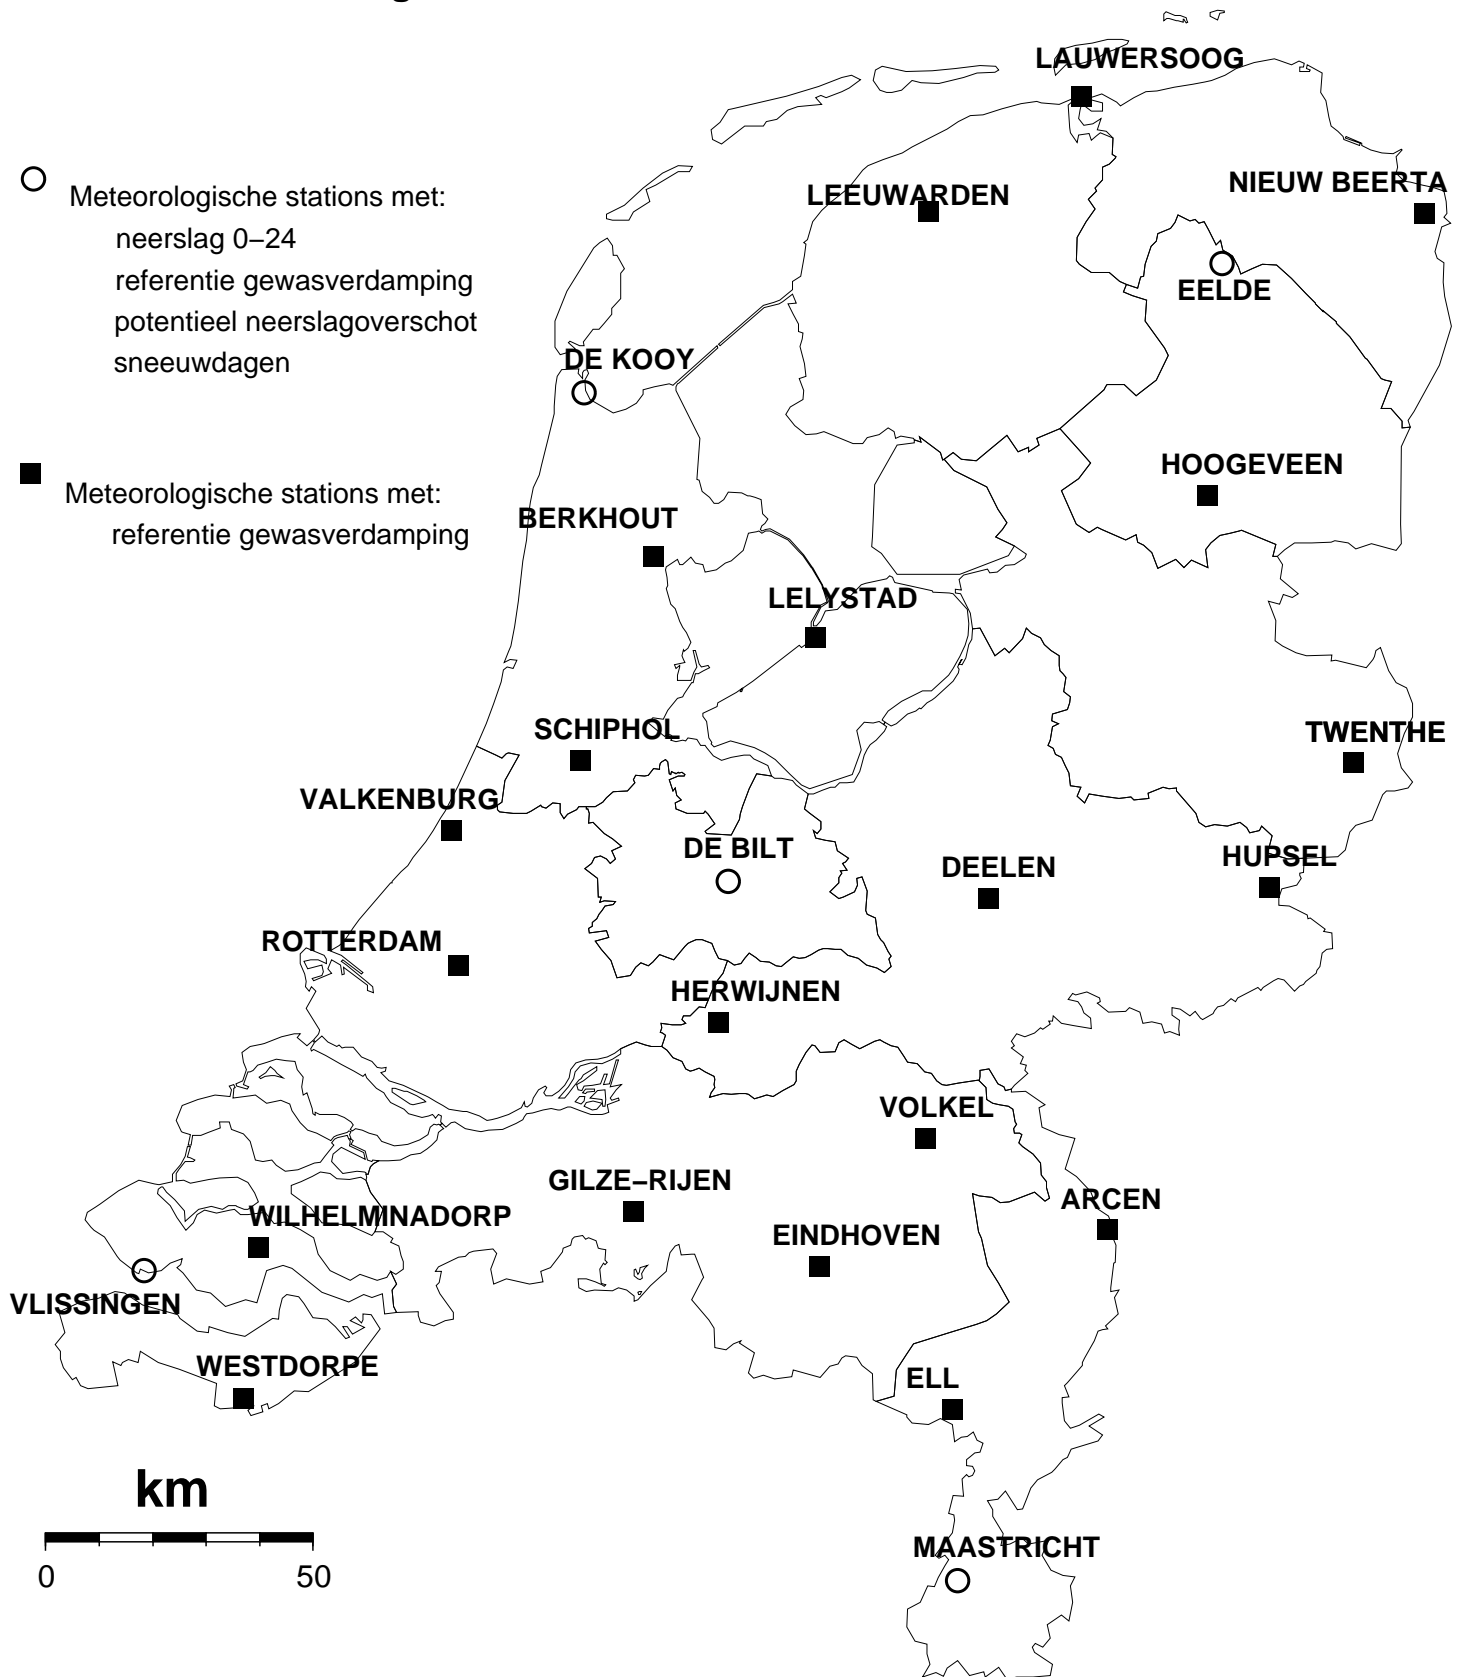 LAUWERSOOG
NIEUW BEERTA
LEEUWARDEN
Meteorologische stations met:
neerslag 0–24
referentie gewasverdamping
potentieel neerslagoverschot
sneeuwdagen
EELDE
DE KOOY
HOOGEVEEN
Meteorologische stations met:
referentie gewasverdamping
BERKHOUT
LELYSTAD
SCHIPHOL
TWENTHE
VALKENBURG
DE BILT
DEELEN
HUPSEL
ROTTERDAM
HERWIJNEN
VOLKEL
GILZE–RIJEN
ARCEN
WILHELMINADORP
EINDHOVEN
VLISSINGEN
WESTDORPE
ELL
km
MAASTRICHT
0 50